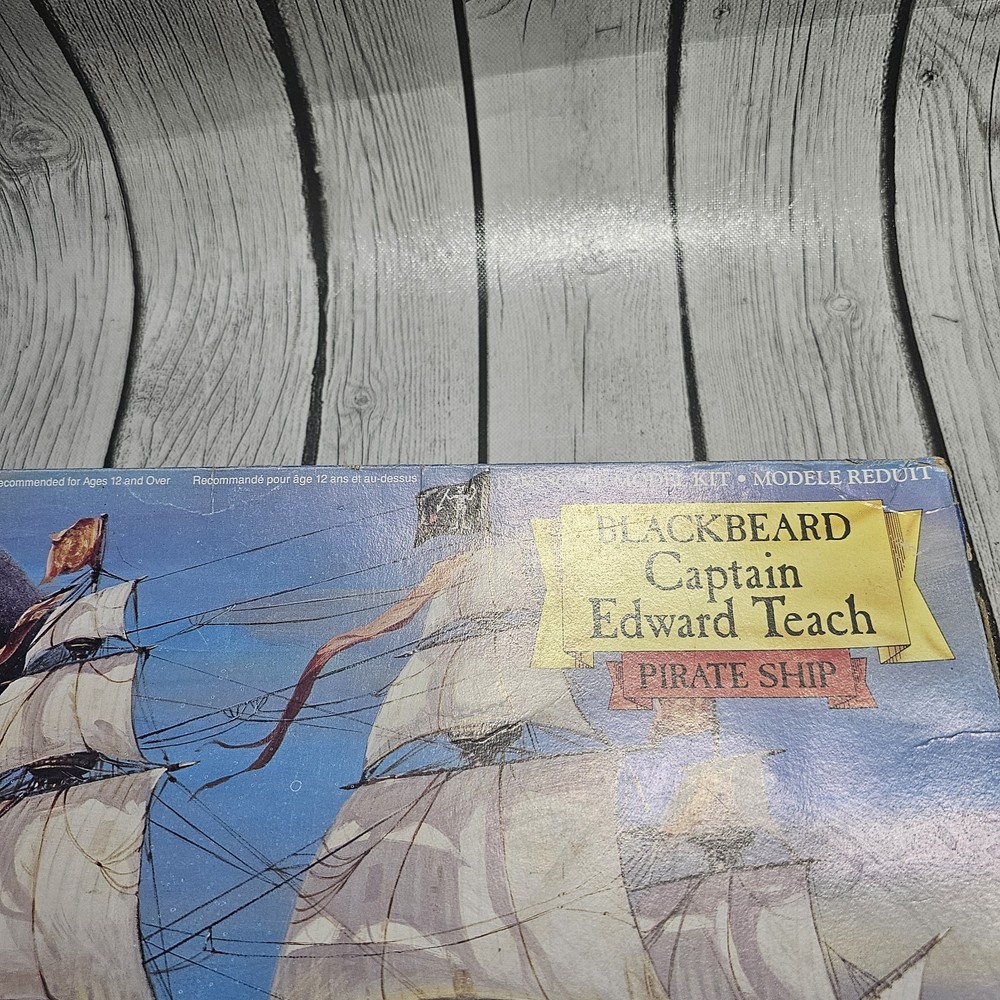 for Ages 12 and Over
Recommandé pour âge 12 ans et au-dessus
MODEL KIT • MODELE REDUIT
BLACKBEARD
Captain
Edward Teach
PIRATE SHIP